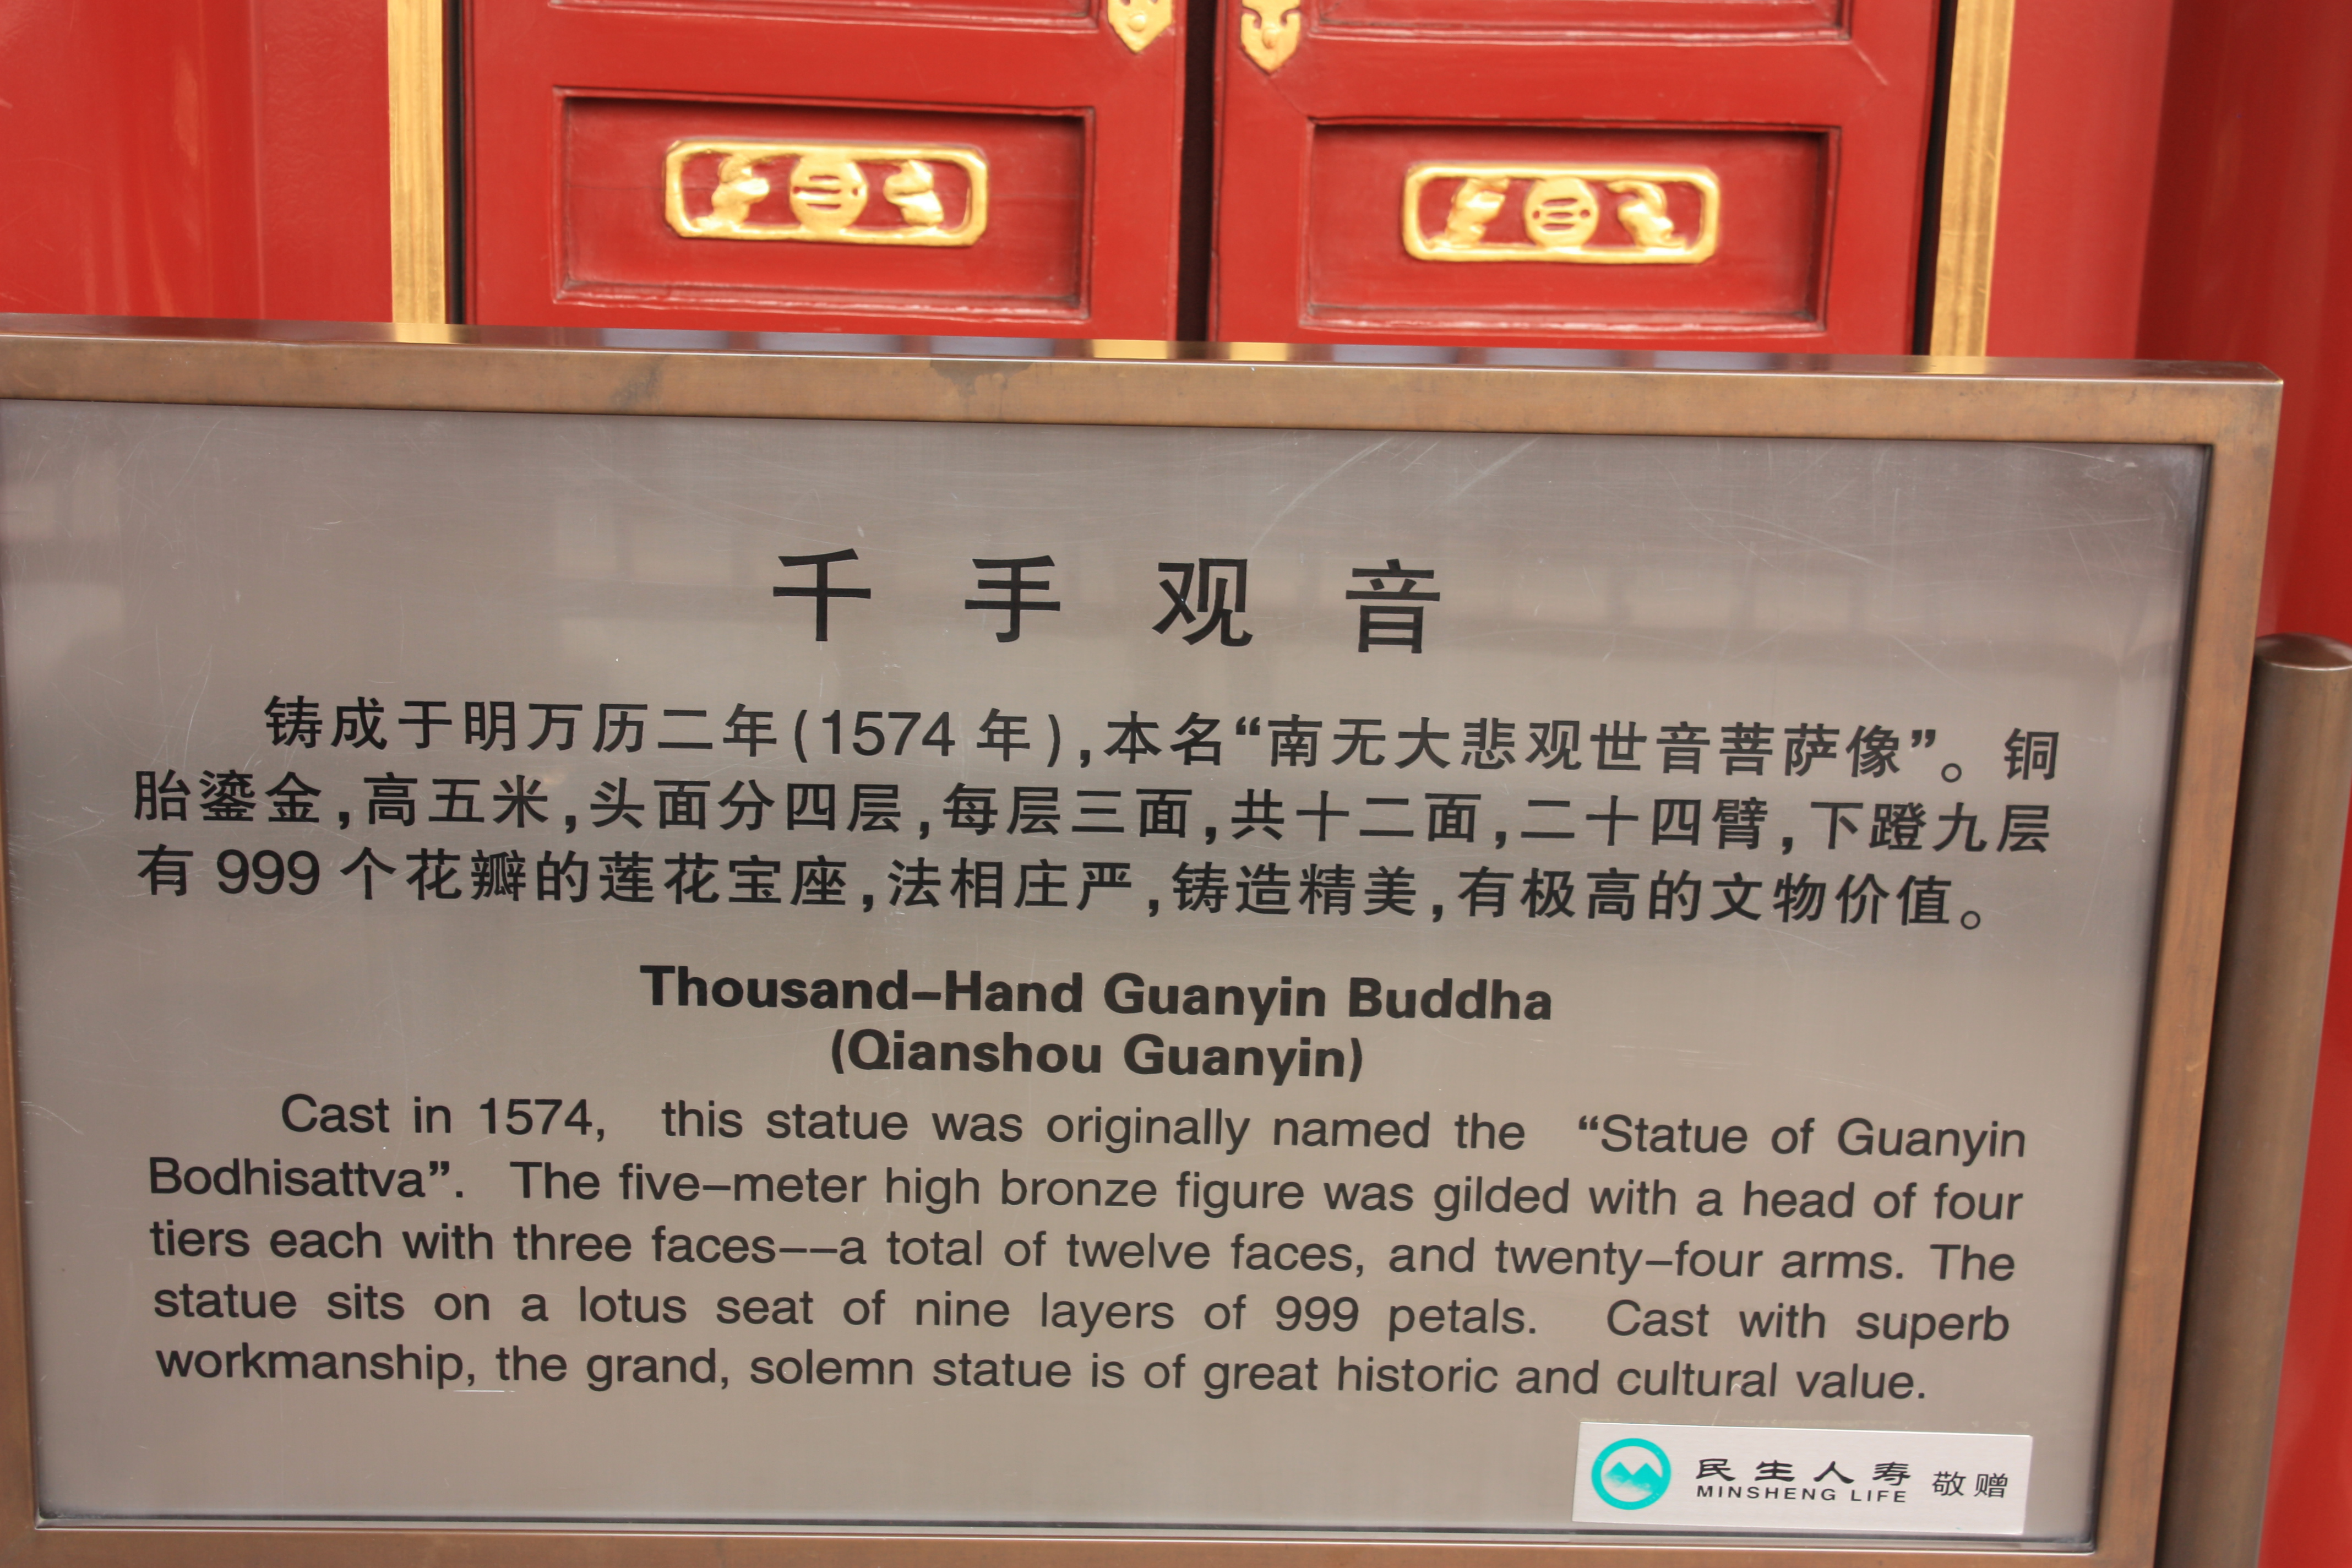 千手观音
铸成于明万历二年(1574年),本名“南无大悲观世音菩萨像”。铜
胎鎏金,高五米,头面分四层,每层三面,共十二面,二十四臂,下蹬九层
有999个花瓣的莲花宝座,法相庄严,铸造精美,有极高的文物价值。
Thousand–Hand Guanyin Buddha
(Qianshou Guanyin)
Cast in 1574, this statue was originally named the “Statue of Guanyin
Bodhisattva”. The five–meter high bronze figure was gilded with a head of four
tiers each with three faces––a total of twelve faces, and twenty–four arms. The
statue sits on a lotus seat of nine layers of 999 petals. Cast with superb
workmanship, the grand, solemn statue is of great historic and cultural value.
民生人寿 敬赠
MINSHENG LIFE